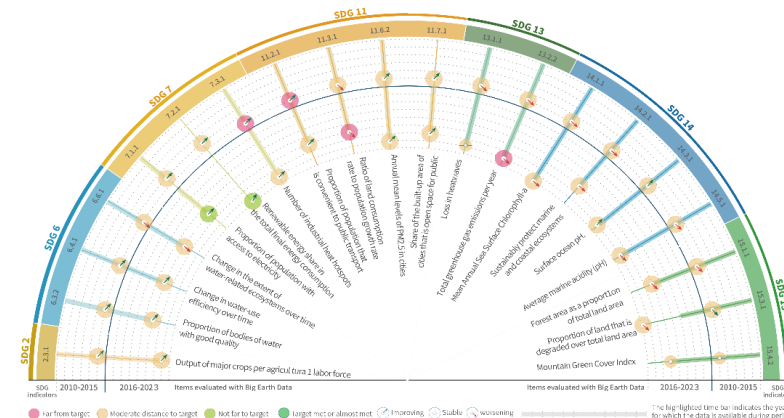 SDG 11
SDG 13
SDG 7
SDG 14
SDG 6
SDG 2
11.2.1
11.3.1
11.6.2
11.7.1
13.1.1
13.2.2
14.1.1
14.2.1
14.3.1
14.5.1
15.1.1
15.3.1
15.4.2
7.3.1
7.2.1
7.1.1
6.6.1
6.4.1
6.3.2
2.3.1
Output of major crops per agricultura 1 labor force
Proportion of bodies of water
with good quality
Change in water-use
efficiency over time
Change in the extent of
water-related ecosystems over time
Proportion of population with
access to electricity
Renewable energy share in
the total final energy consumption
Number of industrial heat hotspots
Proportion of population that
is convenient to public transport
Ratio of land consumption
rate to population growth rate
Annual mean levels of PM2.5 in cities
Share of the built-up area of
cities that is open space for public
Loss in heatwaves
Total greenhouse gas emissions per year
Mean Annual Sea Surface Chlorophyll-a
Sustainably protect marine
and coastal ecosystems
Surface ocean pH,
Average marine acidity (pH)
Forest area as a proportion
of total land area
Proportion of land that is
degraded over total land area
Mountain Green Cover Index
SDG
indicators
2010-2015
2016-2023
Items evaluated with Big Earth Data
Items evaluated with Big Earth Data
2016-2023
2010-2015
SDG
indicators
Far from target
Moderate distance to target
Not far to target
Target met or almost met
Improving
Stable
worsening
The highlighted time bar indicates the
for which the data is available during